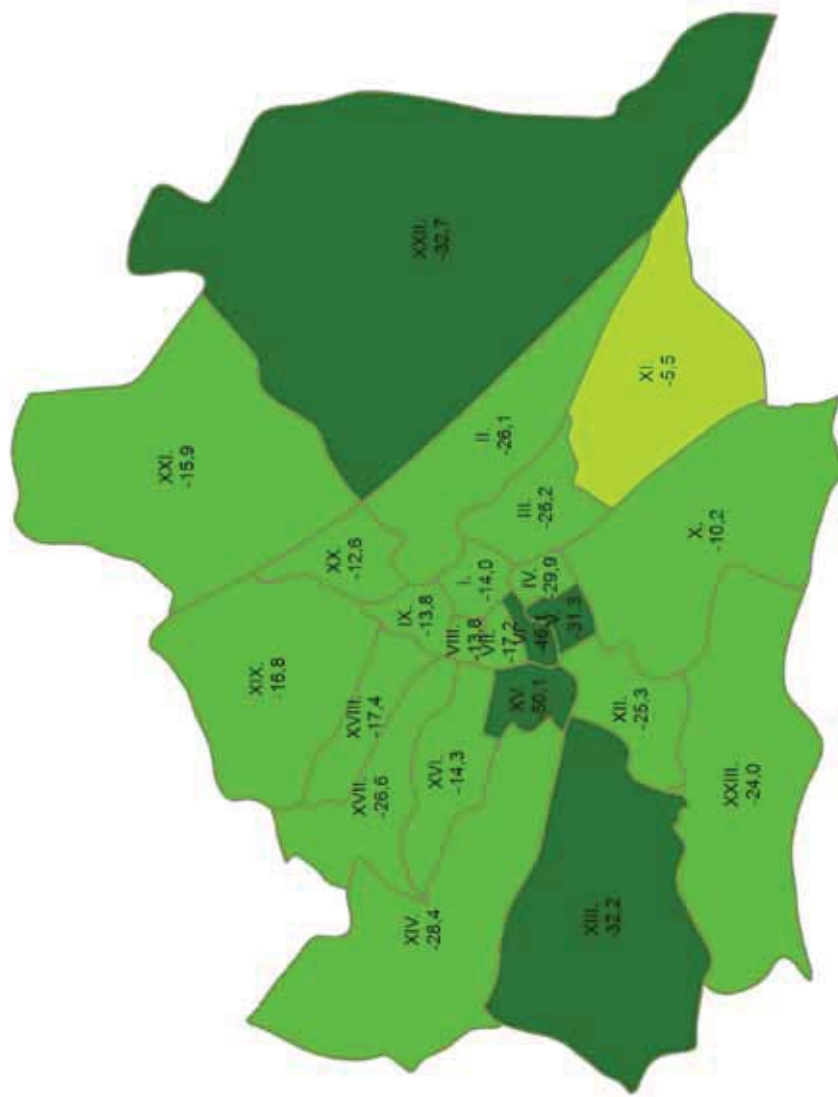 XXI.
-15,9
XIX.
-16,8
XX
-12,6
XVIII.
-17,4
XVII.
-26,6
IX.
-13,8
XIV.
-28,4
XXII.
-32,7
XVI.
-14,3
VIII.
-13,8
I.
-14,0
II.
-26,1
VII.
-17,2
XV.
-50,1
VI.
-46,1
III.
-26,2
IV.
-29,9
V.
-31,3
XIII.
-32,2
XII.
-25,3
XI.
-5,5
X.
-10,2
XXIII.
-24,0